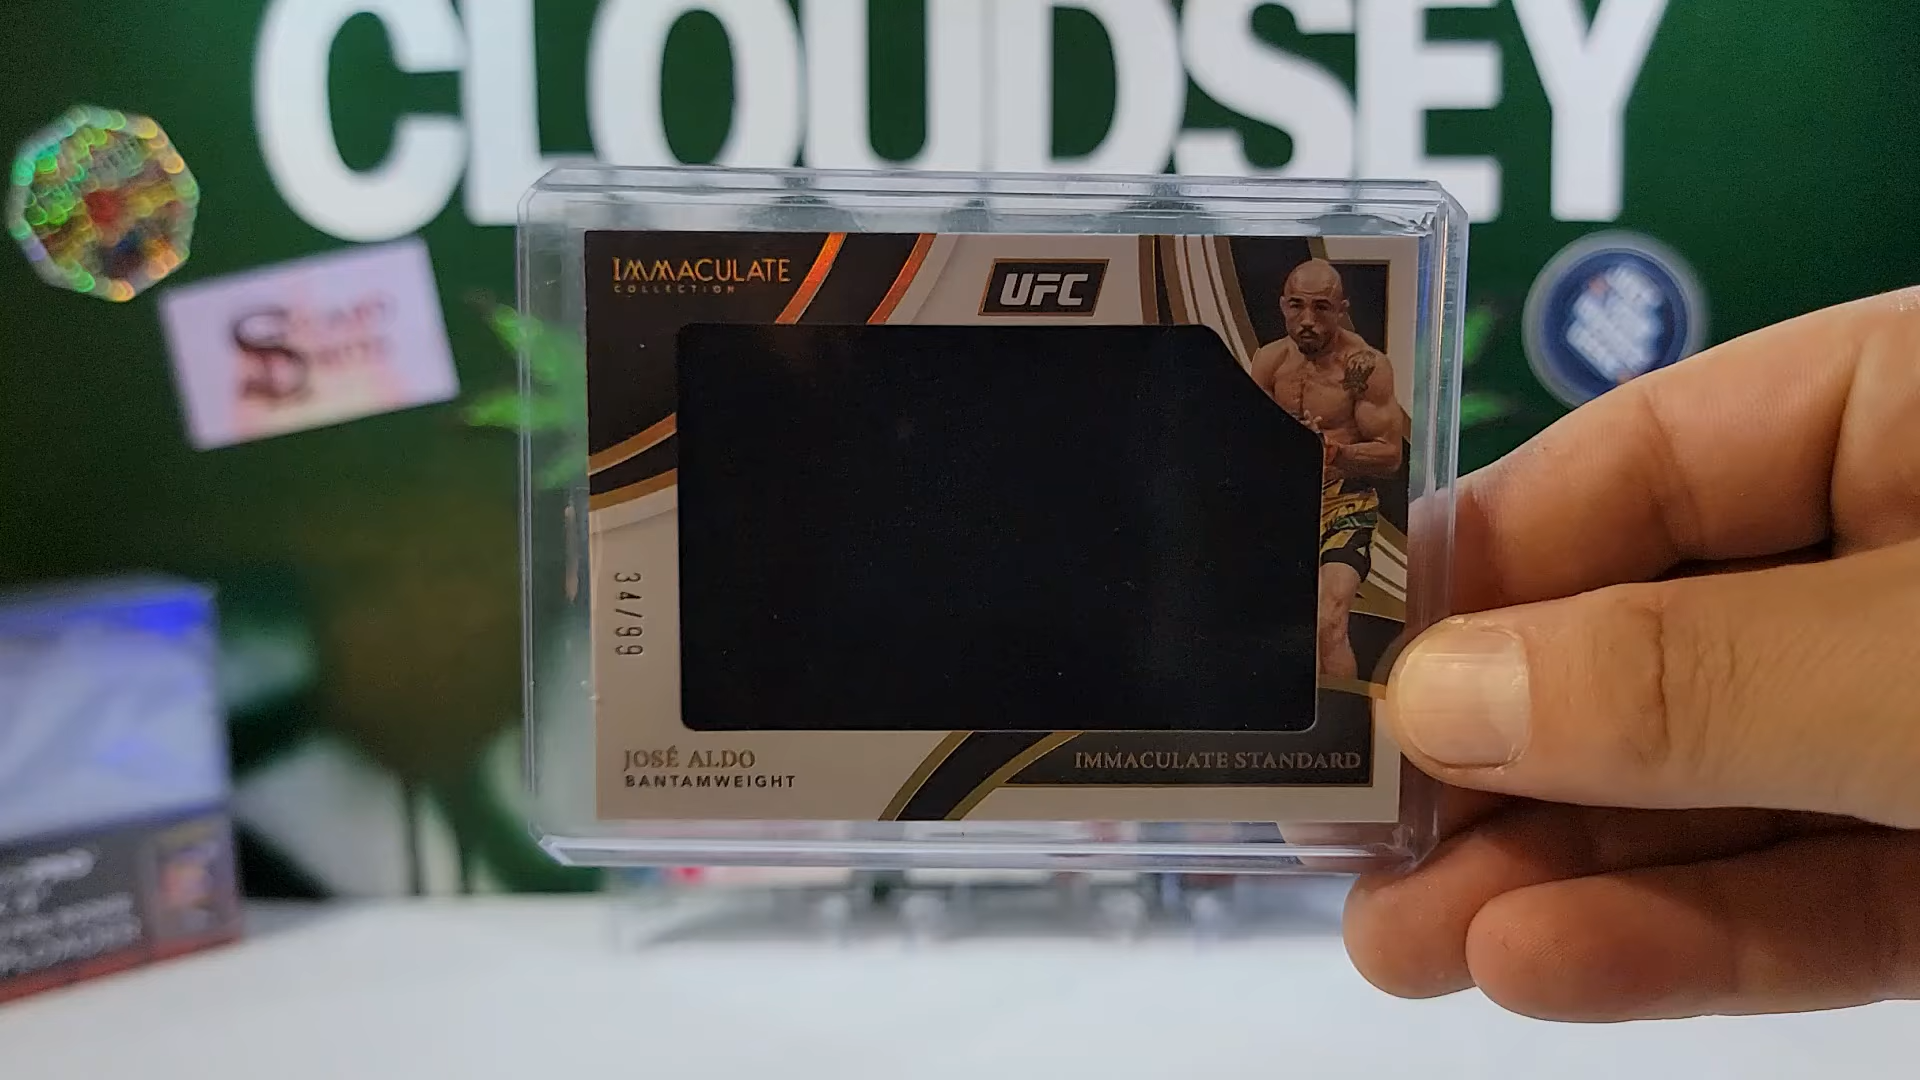 CLOUDSEY
IMMACULATE
COLLECTION
UFC
34/99
JOSÉ ALDO
BANTAMWEIGHT
IMMACULATE STANDARD